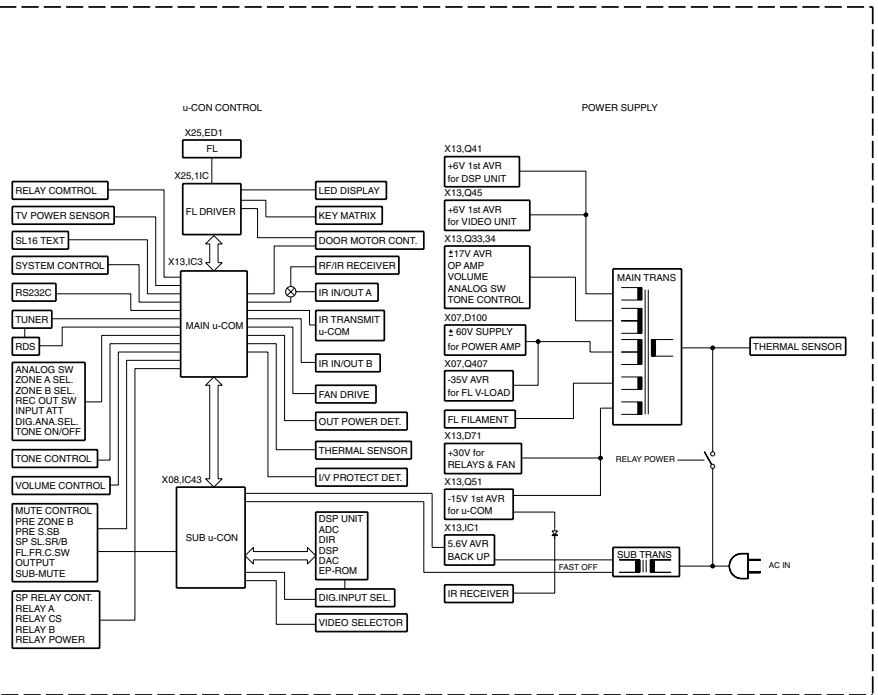 u-CON CONTROL
POWER SUPPLY
X25,ED1
FL
X25,1IC
FL DRIVER
RELAY COMTROL
TV POWER SENSOR
SL16 TEXT
SYSTEM CONTROL
RS232C
TUNER
RDS
ANALOG SW
ZONE A SEL.
ZONE B SEL.
REC OUT SW
INPUT ATT
DIG.ANA.SEL.
TONE ON/OFF
TONE CONTROL
VOLUME CONTROL
MUTE CONTROL
PRE ZONE B
PRE S.SB
SP SL.SR/B
FL.FR.C.SW
OUTPUT
SUB-MUTE
SP RELAY CONT.
RELAY A
RELAY CS
RELAY B
RELAY POWER
X13,IC3
MAIN u-COM
X08,IC43
SUB u-CON
LED DISPLAY
KEY MATRIX
DOOR MOTOR CONT.
RF/IR RECEIVER
IR IN/OUT A
IR TRANSMIT
u-COM
IR IN/OUT B
FAN DRIVE
OUT POWER DET.
THERMAL SENSOR
I/V PROTECT DET.
DSP UNIT
ADC
DIR
DSP
DAC
EP-ROM
DIG.INPUT SEL.
VIDEO SELECTOR
X13,Q41
+6V 1st AVR
for DSP UNIT
X13,Q45
+6V 1st AVR
for VIDEO UNIT
X13,Q33,34
±17V AVR
OP AMP
VOLUME
ANALOG SW
TONE CONTROL
X07,D100
± 60V SUPPLY
for POWER AMP
X07,Q407
-35V AVR
for FL V-LOAD
FL FILAMENT
X13,D71
+30V for
RELAYS & FAN
X13,Q51
-15V 1st AVR
for u-COM
X13,IC1
5.6V AVR
BACK UP
IR RECEIVER
MAIN TRANS
THERMAL SENSOR
RELAY POWER
SUB TRANS
FAST OFF
AC IN